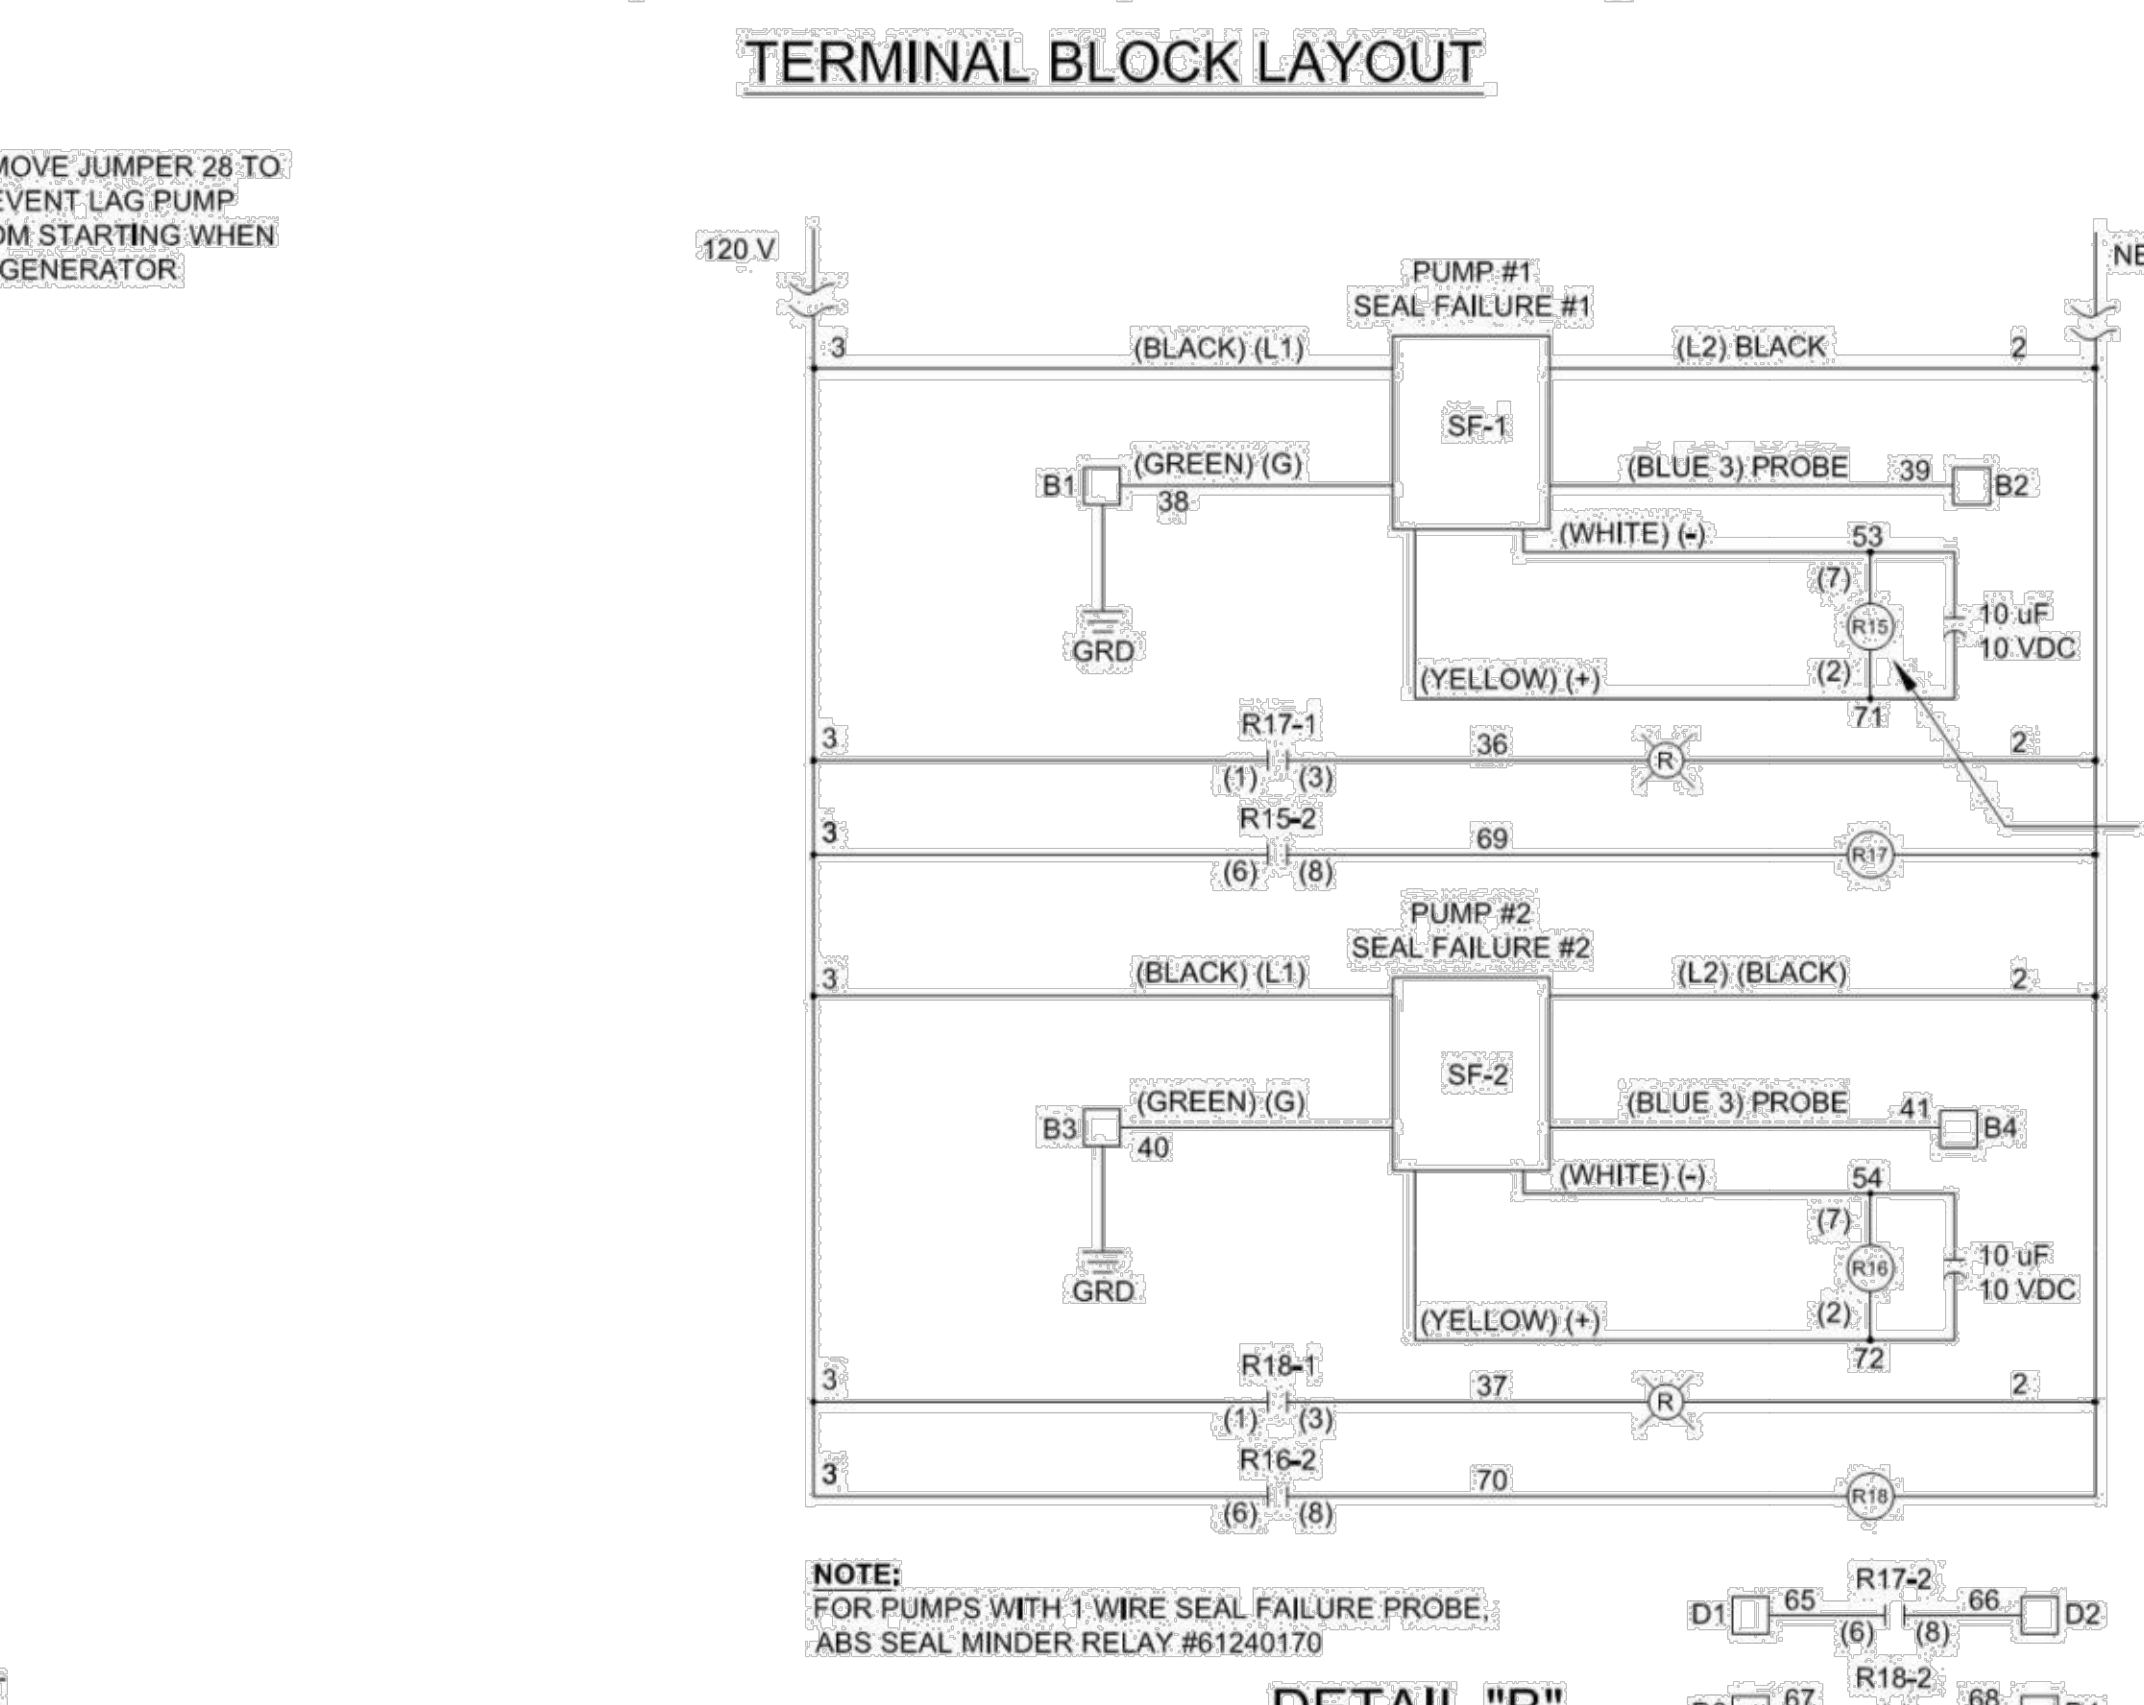 TERMINAL BLOCK LAYOUT
MOVE JUMPER 28 TO
EVENT LAG PUMP
OM STARTING WHEN
GENERATOR
120 V
NE
PUMP #1
SEAL FAILURE #1
3
(BLACK) (L1)
(L2) BLACK
2
SF-1
B1
(GREEN) (G)
38
(BLUE 3) PROBE
39
B2
(WHITE) (-)
53
(7)
R15
10 uF
10 VDC
GRD
(2)
(YELLOW) (+)
71
R17-1
3
36
R
2
(1)
(3)
R15-2
3
69
R17
(6)
(8)
PUMP #2
SEAL FAILURE #2
3
(BLACK) (L1)
(L2) (BLACK)
2
SF-2
B3
(GREEN) (G)
40
(BLUE 3) PROBE
41
B4
(WHITE) (-)
54
(7)
R16
10 uF
10 VDC
GRD
(2)
(YELLOW) (+)
72
R18-1
3
37
R
2
(1)
(3)
R16-2
3
70
R18
(6)
(8)
NOTE:
FOR PUMPS WITH 1 WIRE SEAL FAILURE PROBE,
ABS SEAL MINDER RELAY #61240170
R17-2
D1
65
66
D2
(6)
(8)
R18-2
67
68
DETAIL "B"